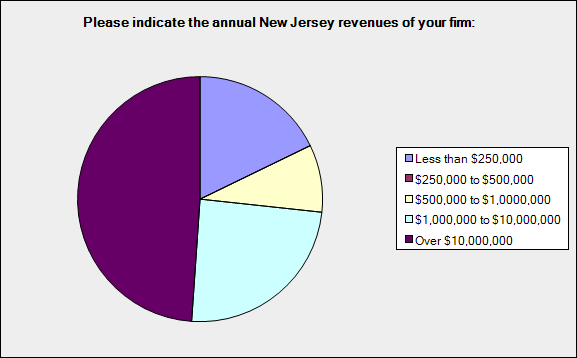 Please indicate the annual New Jersey revenues of your firm:
Less than $250,000
$250,000 to $500,000
$500,000 to $1,0000,000
$1,000,000 to $10,000,000
Over $10,000,000